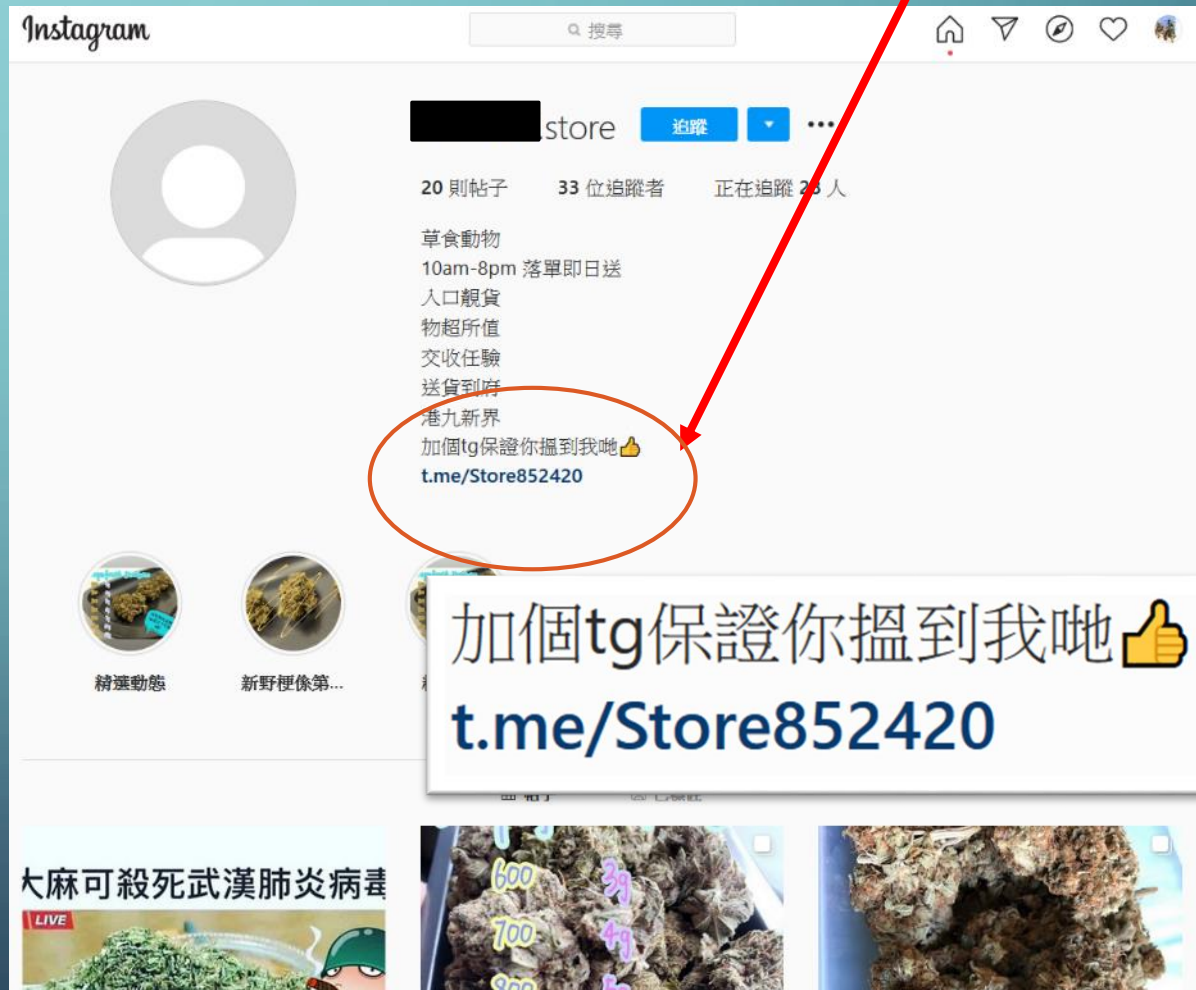 Instagram
搜尋
.store
追蹤
20 則帖子 33 位追蹤者 正在追蹤 人
草食動物
10am-8pm 落單即日送
入口靚貨
物超所值
交收任驗
送貨到府
港九新界
加個tg保證你搵到我哋👍
t.me/Store852420
精選動態
新野梗係第...
加個tg保證你搵到我哋👍
t.me/Store852420
帖子
大麻可殺死武漢肺炎病毒
LIVE
600 3g
700 4g